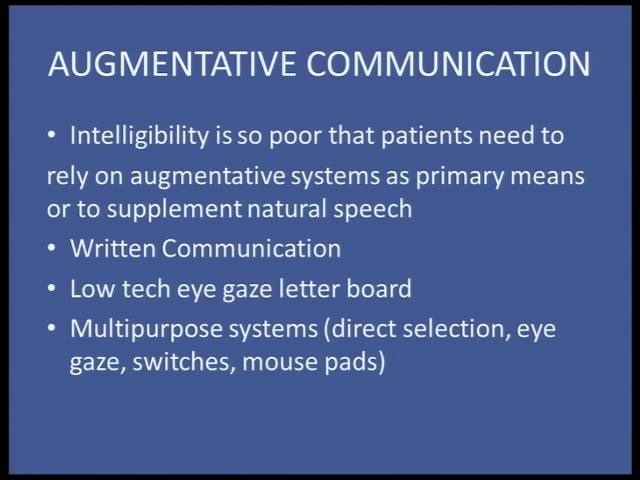 AUGMENTATIVE COMMUNICATION
• Intelligibility is so poor that patients need to
rely on augmentative systems as primary means
or to supplement natural speech
• Written Communication
• Low tech eye gaze letter board
• Multipurpose systems (direct selection, eye
gaze, switches, mouse pads)